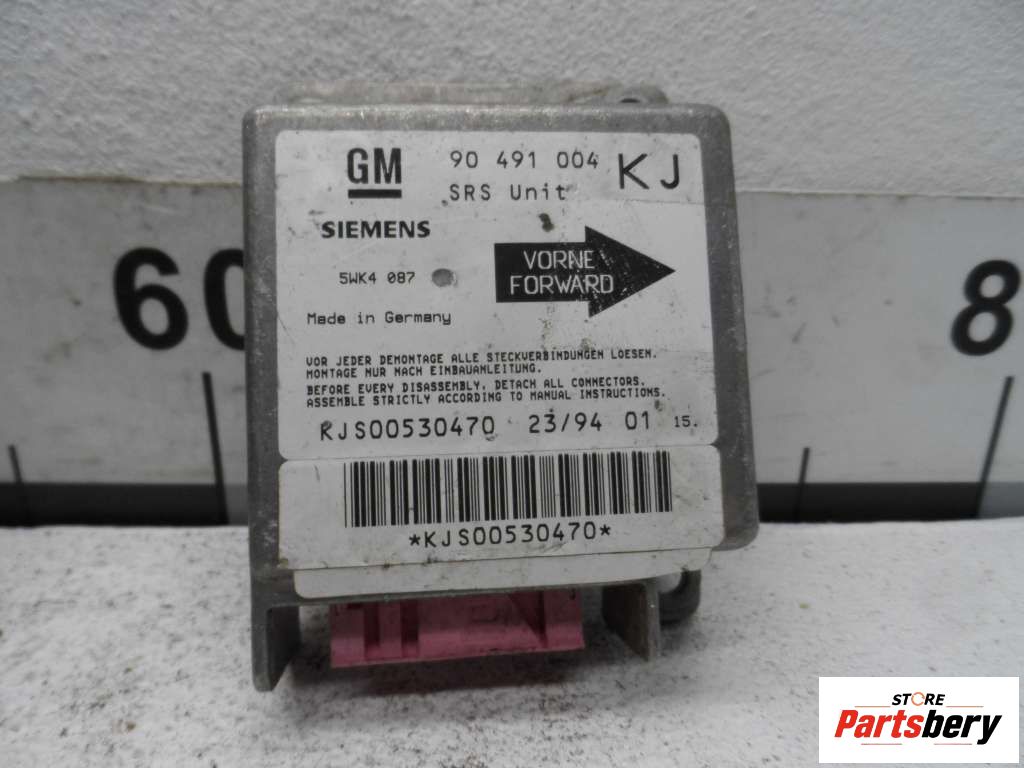 GM 90 491 004 KJ
SRS Unit
SIEMENS
VORNE
FORWARD
5WK4 087
Made in Germany
VOR JEDER DEMONTAGE ALLE STECKVERBINDUNGEN LOESEN.
MONTAGE NUR NACH EINBAUANLEITUNG.
BEFORE EVERY DISASSEMBLY, DETACH ALL CONNECTORS.
ASSEMBLE STRICTLY ACCORDING TO MANUAL INSTRUCTIONS.
KJS00530470 23/94 01 15.
*KJS00530470*
60
8
STORE
Partsbery